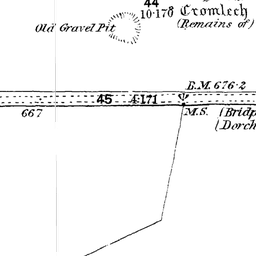 44
10·178
Cromlech
(Remains of)
Old Gravel Pit
B.M. 676·2
45 4·171
667
M.S. (Bridp
(Dorch